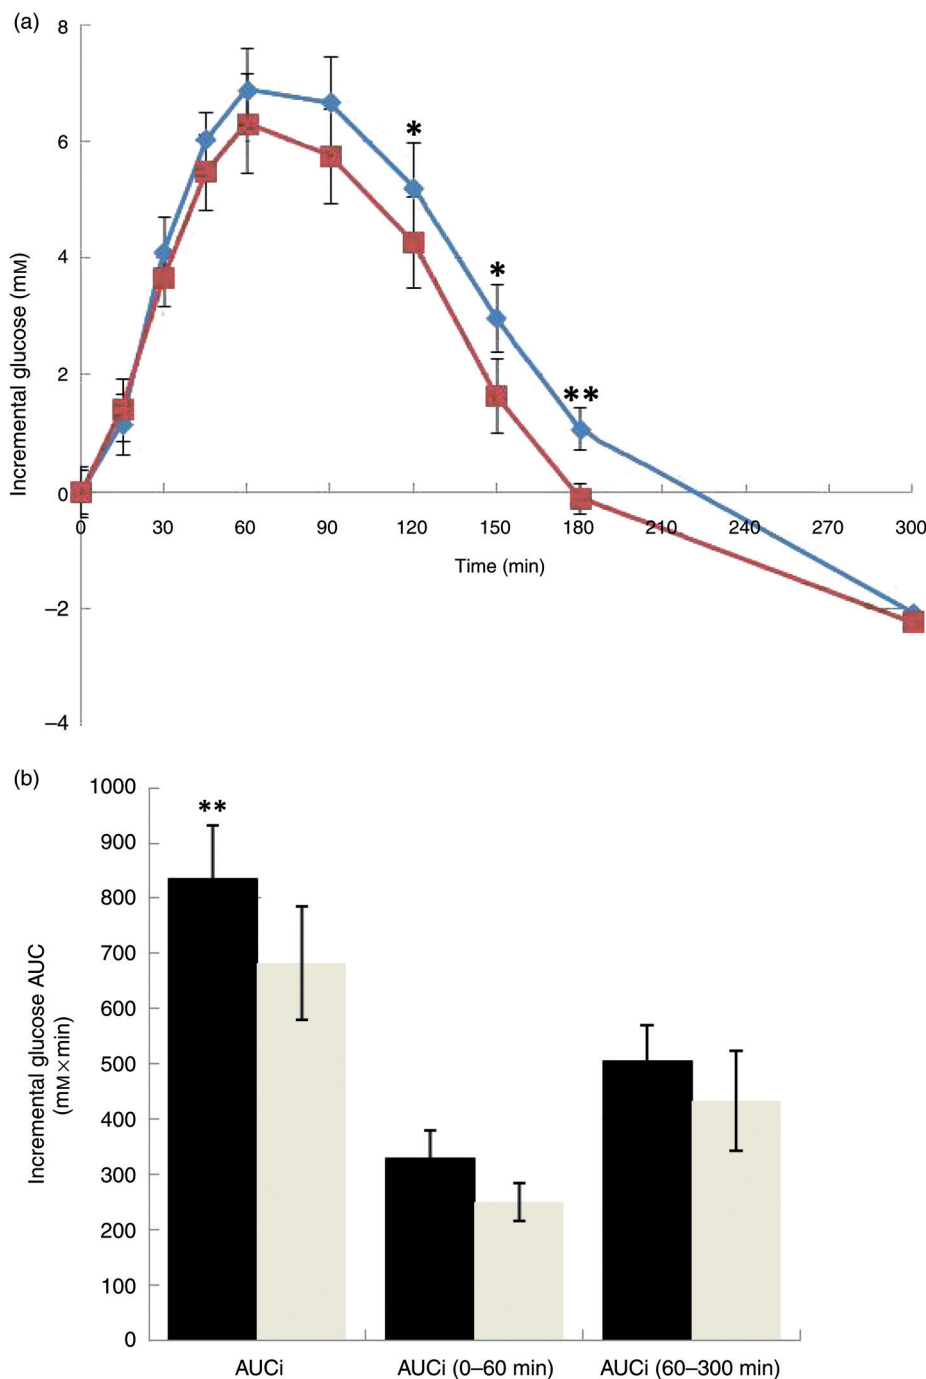 (a)
8
6
4
2
0
–2
–4
Incremental glucose (mM)
*
*
**
0 30 60 90 120 150 180 210 240 270 300
Time (min)
(b)
1000
900
800
700
600
500
400
300
200
100
0
Incremental glucose AUC
(mM×min)
**
AUCi AUCi (0–60 min) AUCi (60–300 min)